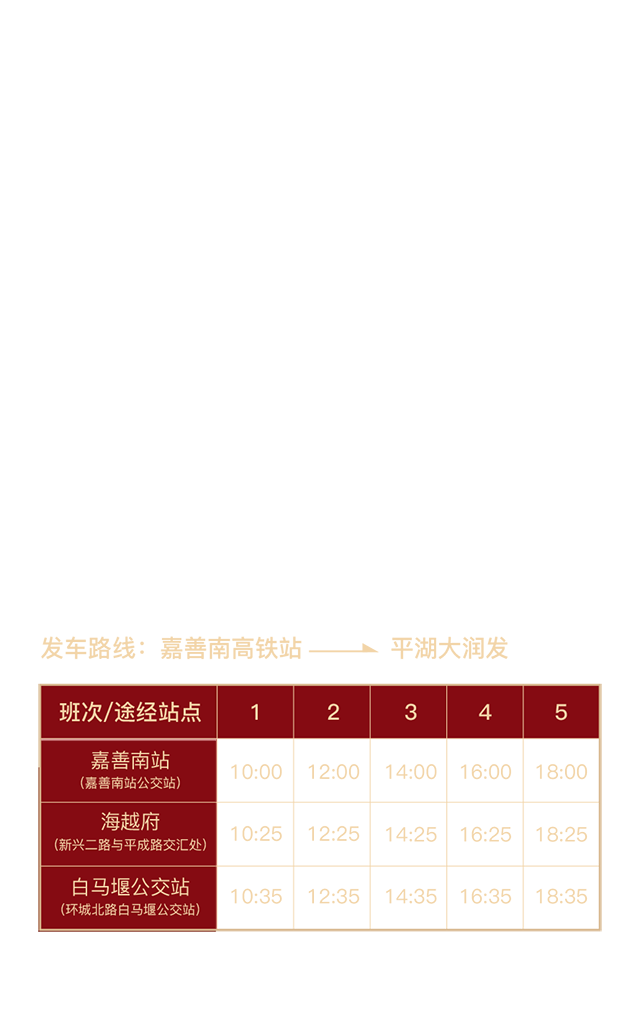 发车路线：嘉善南高铁站 平湖大润发
班次/途经站点 1 2 3 4 5
嘉善南站
（嘉善南站公交站）
10:00 12:00 14:00 16:00 18:00
海越府
（新兴二路与平成路交汇处）
10:25 12:25 14:25 16:25 18:25
白马堰公交站
（环城北路白马堰公交站）
10:35 12:35 14:35 16:35 18:35